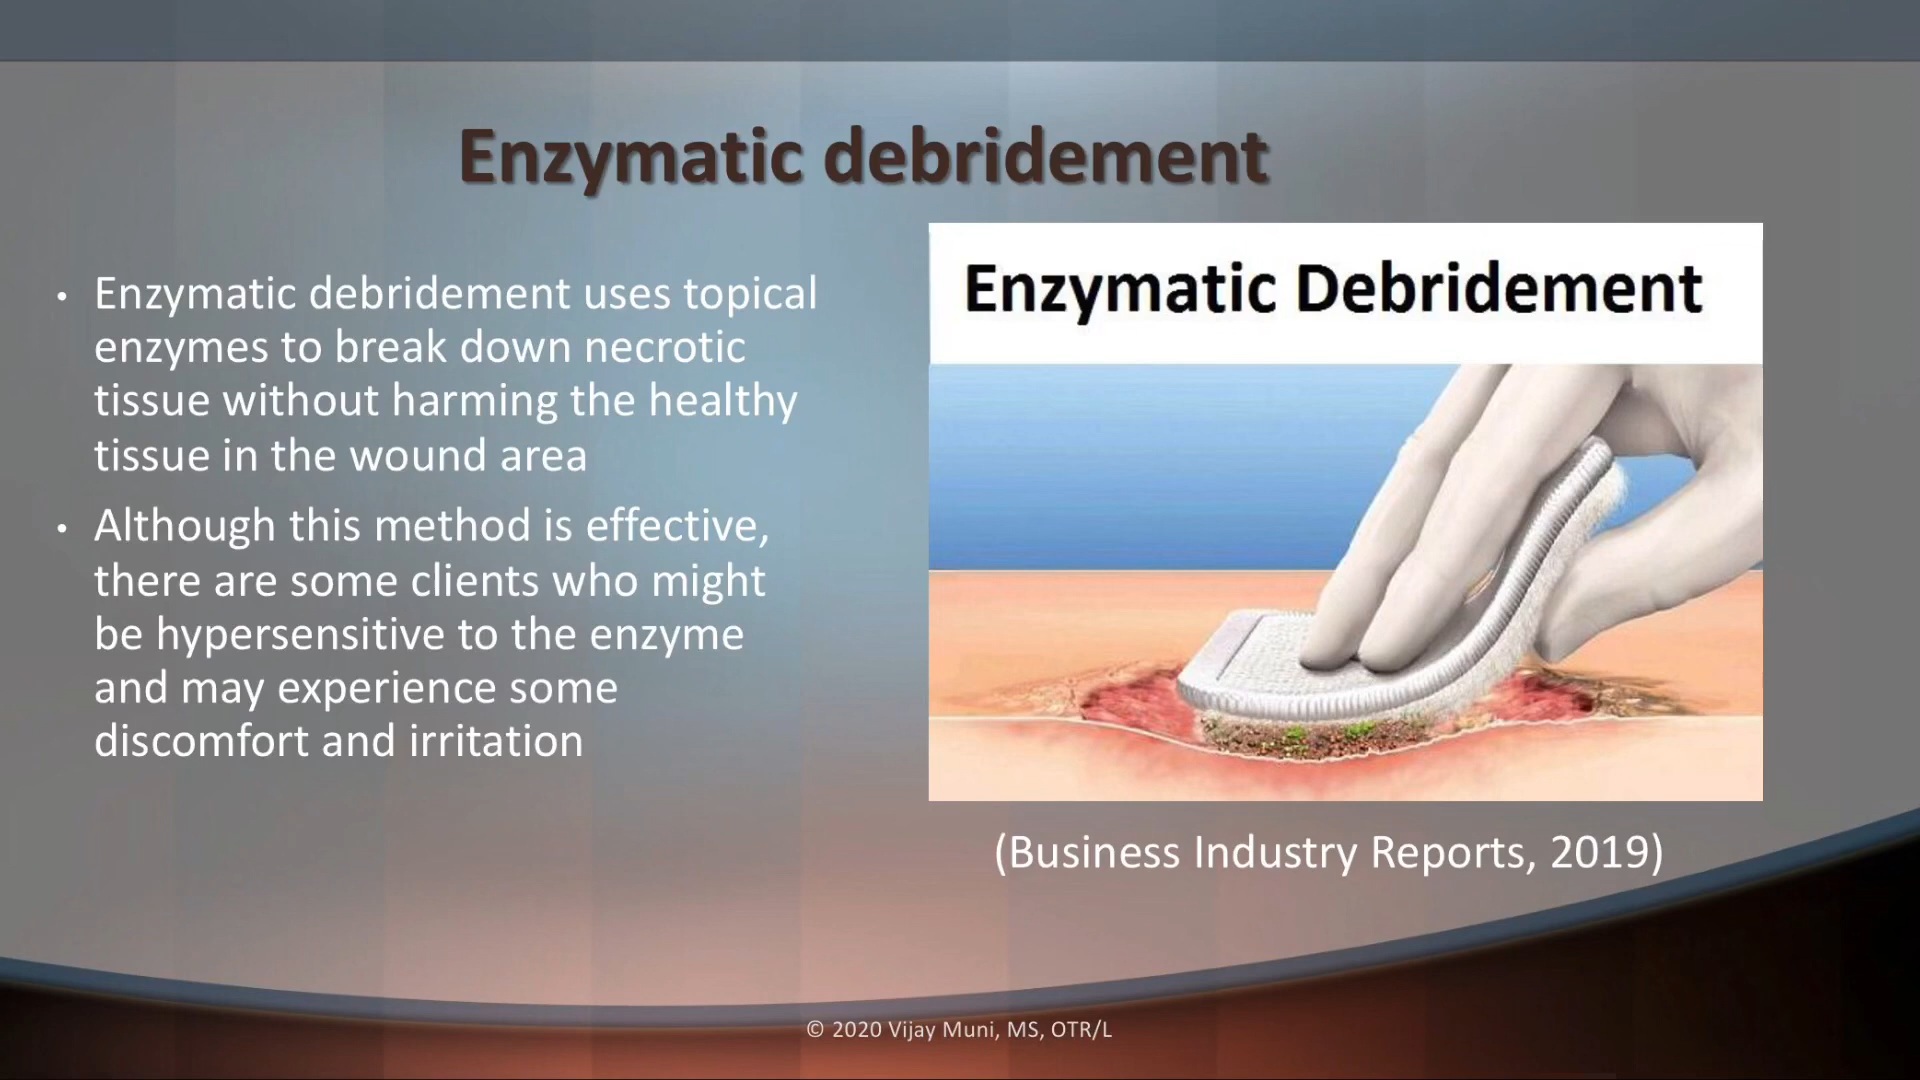 Enzymatic debridement
• Enzymatic debridement uses topical
enzymes to break down necrotic
tissue without harming the healthy
tissue in the wound area
• Although this method is effective,
there are some clients who might
be hypersensitive to the enzyme
and may experience some
discomfort and irritation
Enzymatic Debridement
(Business Industry Reports, 2019)
© 2020 Vijay Muni, MS, OTR/L